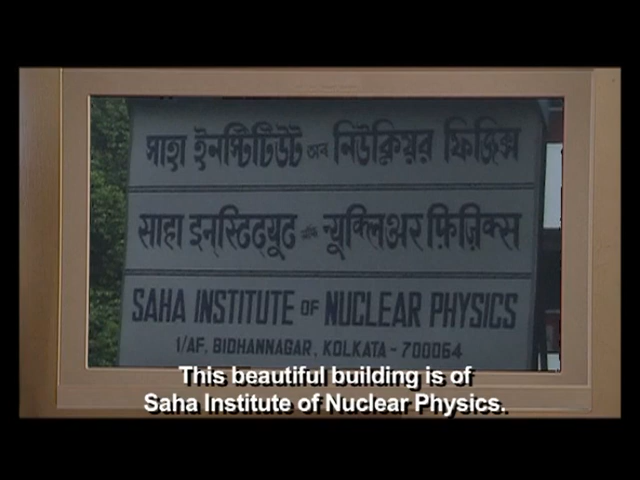 সাহা ইনস্টিটিউট অব নিউক্লিয়র ফিজিক্স
साहा इन्स्टिट्यूट ऑफ न्यूक्लिअर फ़िज़िक्स
SAHA INSTITUTE OF NUCLEAR PHYSICS
1/AF, BIDHANNAGAR, KOLKATA - 700064
This beautiful building is of
Saha Institute of Nuclear Physics.